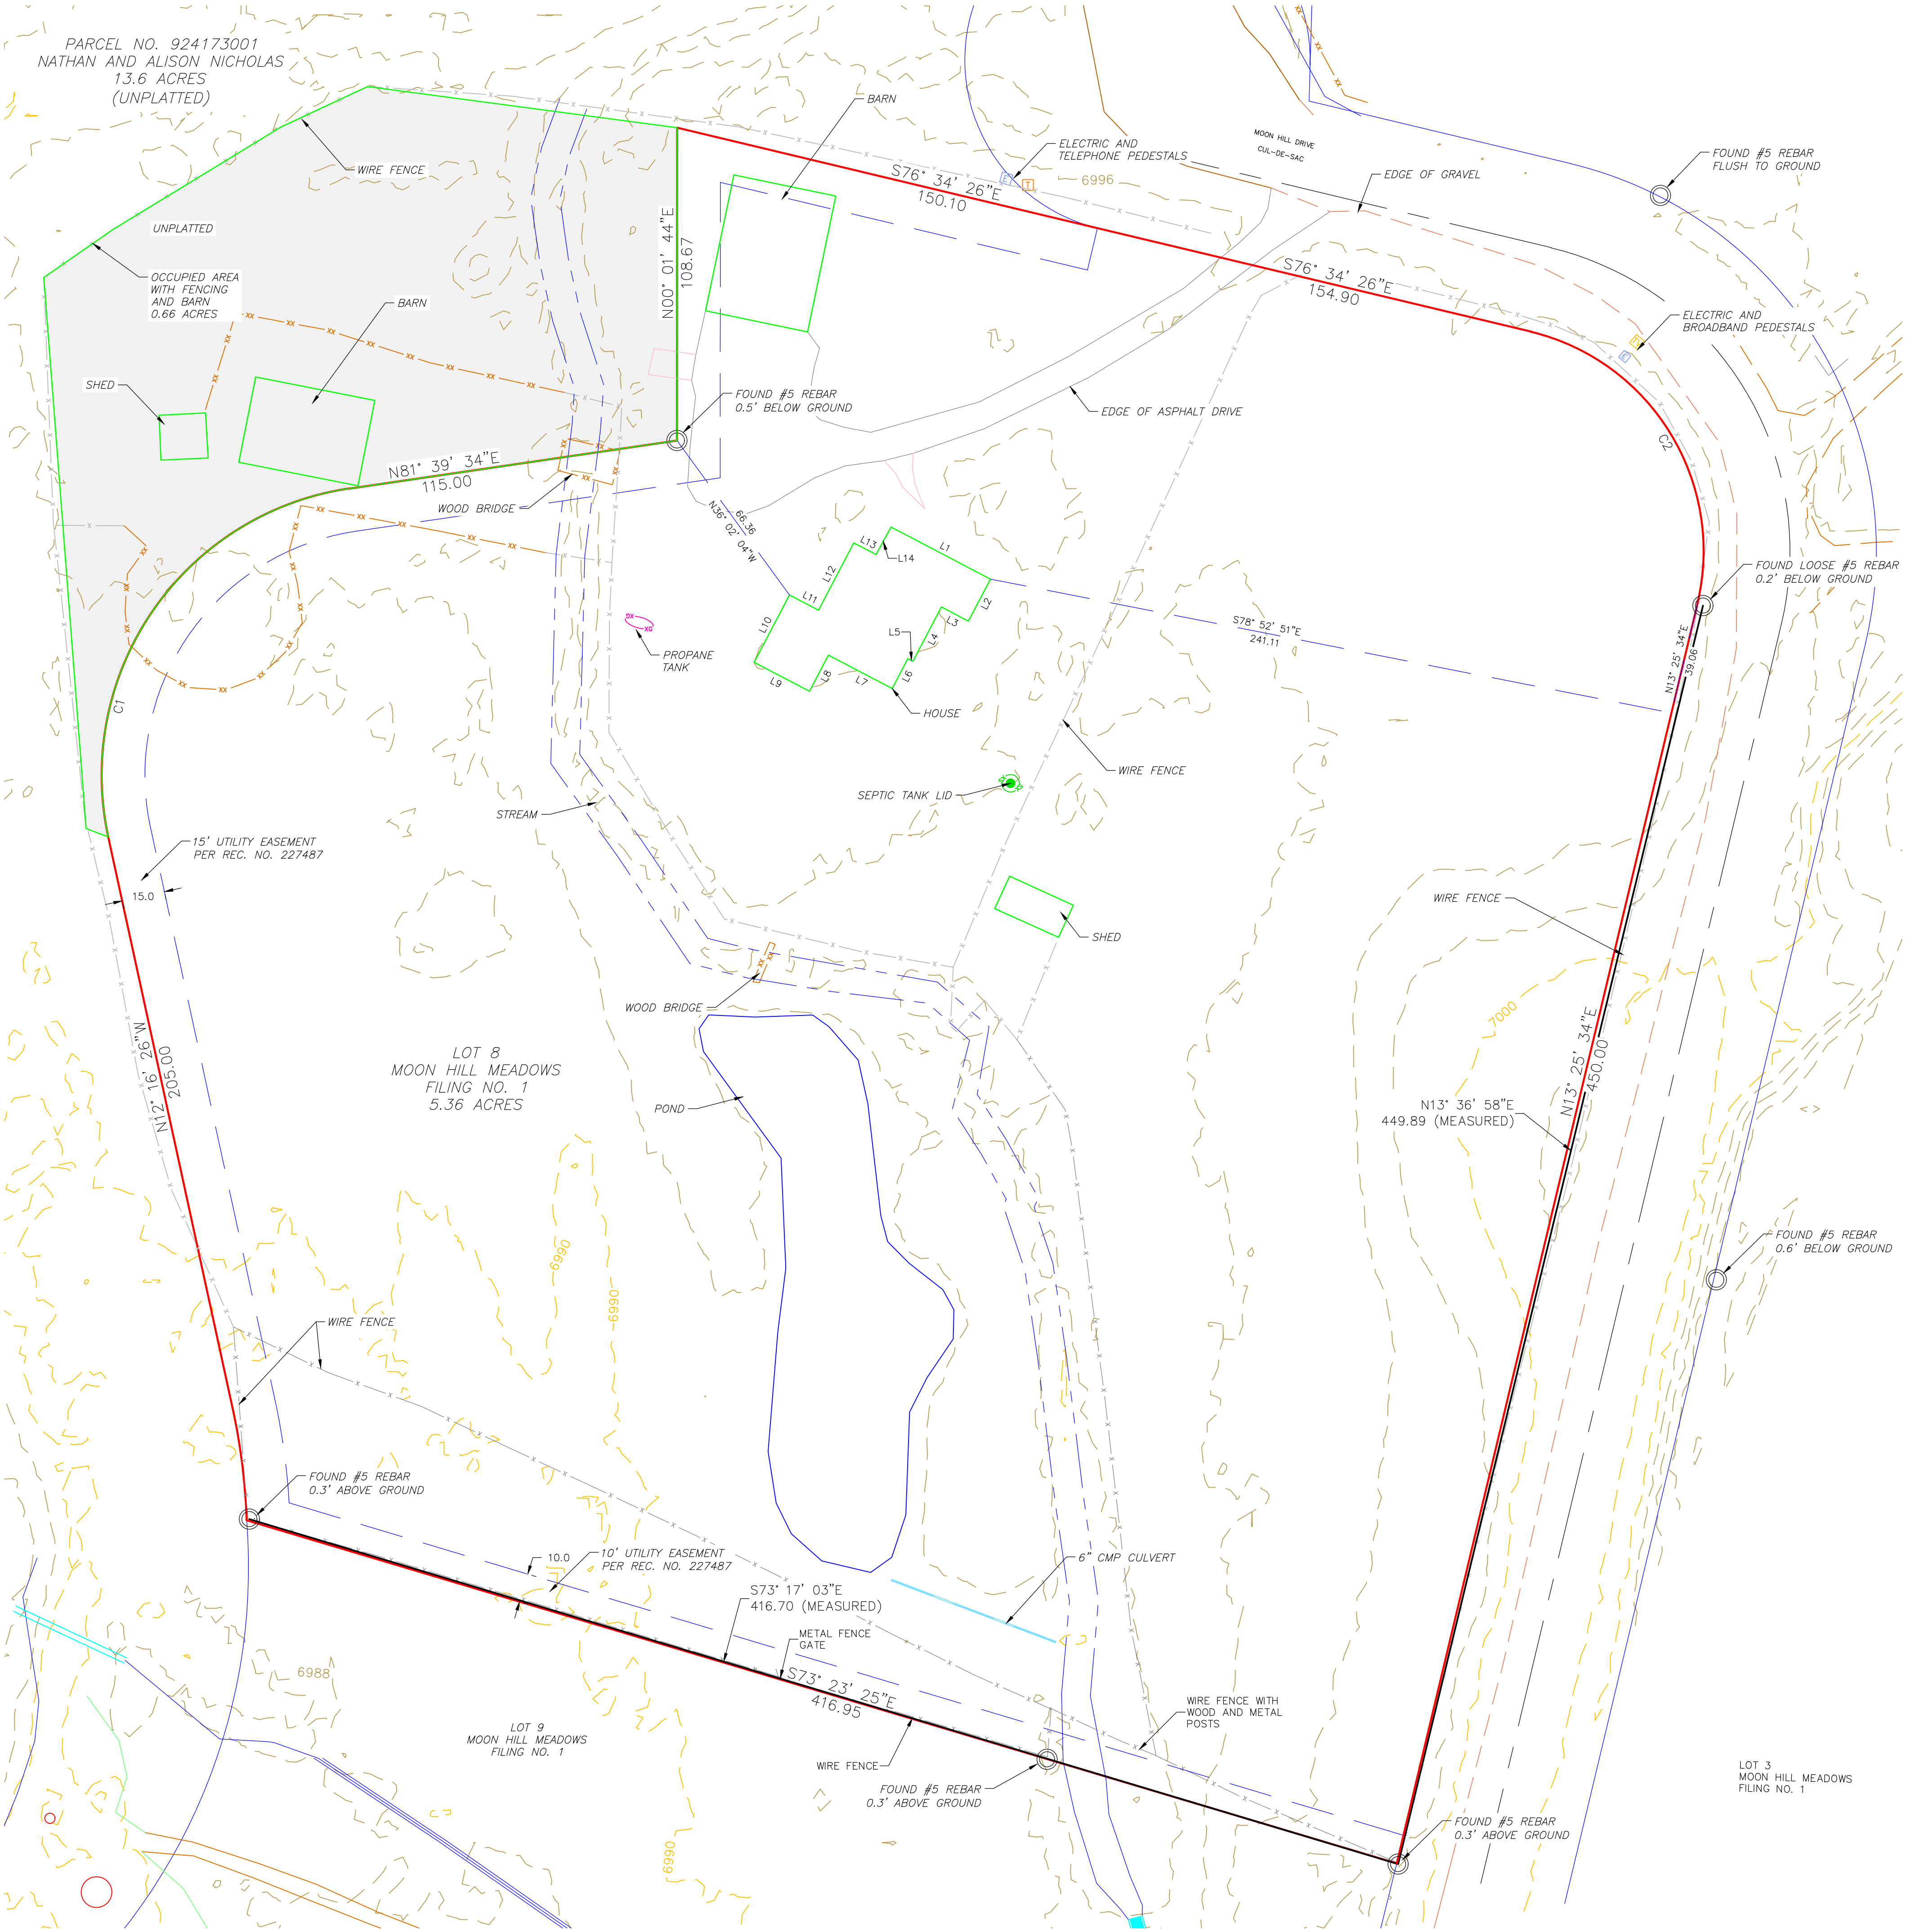 PARCEL NO. 924173001
NATHAN AND ALISON NICHOLAS
13.6 ACRES
(UNPLATTED)
WIRE FENCE
UNPLATTED
OCCUPIED AREA
WITH FENCING
AND BARN
0.66 ACRES
BARN
SHED
BARN
ELECTRIC AND
TELEPHONE PEDESTALS
MOON HILL DRIVE
CUL-DE-SAC
6996
E
T
S76° 34' 26"E
150.10
EDGE OF GRAVEL
FOUND #5 REBAR
FLUSH TO GROUND
N00° 01' 44"E
108.67
S76° 34' 26"E
154.90
ELECTRIC AND
BROADBAND PEDESTALS
T
E
FOUND #5 REBAR
0.5' BELOW GROUND
EDGE OF ASPHALT DRIVE
C2
N81° 39' 34"E
115.00
WOOD BRIDGE
66.36
N36° 02' 04"W
L13
L14
L1
L12
L11
L2
L3
L10
L5
L4
L9
L8
L7
L6
HOUSE
FOUND LOOSE #5 REBAR
0.2' BELOW GROUND
S78° 52' 51"E
241.11
N13° 25' 34"E
39.06
PROPANE
TANK
C1
WIRE FENCE
SEPTIC TANK LID
STREAM
15' UTILITY EASEMENT
PER REC. NO. 227487
15.0
WIRE FENCE
SHED
WOOD BRIDGE
7000
LOT 8
MOON HILL MEADOWS
FILING NO. 1
5.36 ACRES
POND
N12° 16' 26"W
205.00
N13° 25' 34"E
450.00
N13° 36' 58"E
449.89 (MEASURED)
FOUND #5 REBAR
0.6' BELOW GROUND
6990
6990
WIRE FENCE
FOUND #5 REBAR
0.3' ABOVE GROUND
10.0
10' UTILITY EASEMENT
PER REC. NO. 227487
6" CMP CULVERT
S73° 17' 03"E
416.70 (MEASURED)
METAL FENCE
GATE
S73° 23' 25"E
416.95
6988
LOT 9
MOON HILL MEADOWS
FILING NO. 1
WIRE FENCE WITH
WOOD AND METAL
POSTS
WIRE FENCE
FOUND #5 REBAR
0.3' ABOVE GROUND
LOT 3
MOON HILL MEADOWS
FILING NO. 1
FOUND #5 REBAR
0.3' ABOVE GROUND
6990